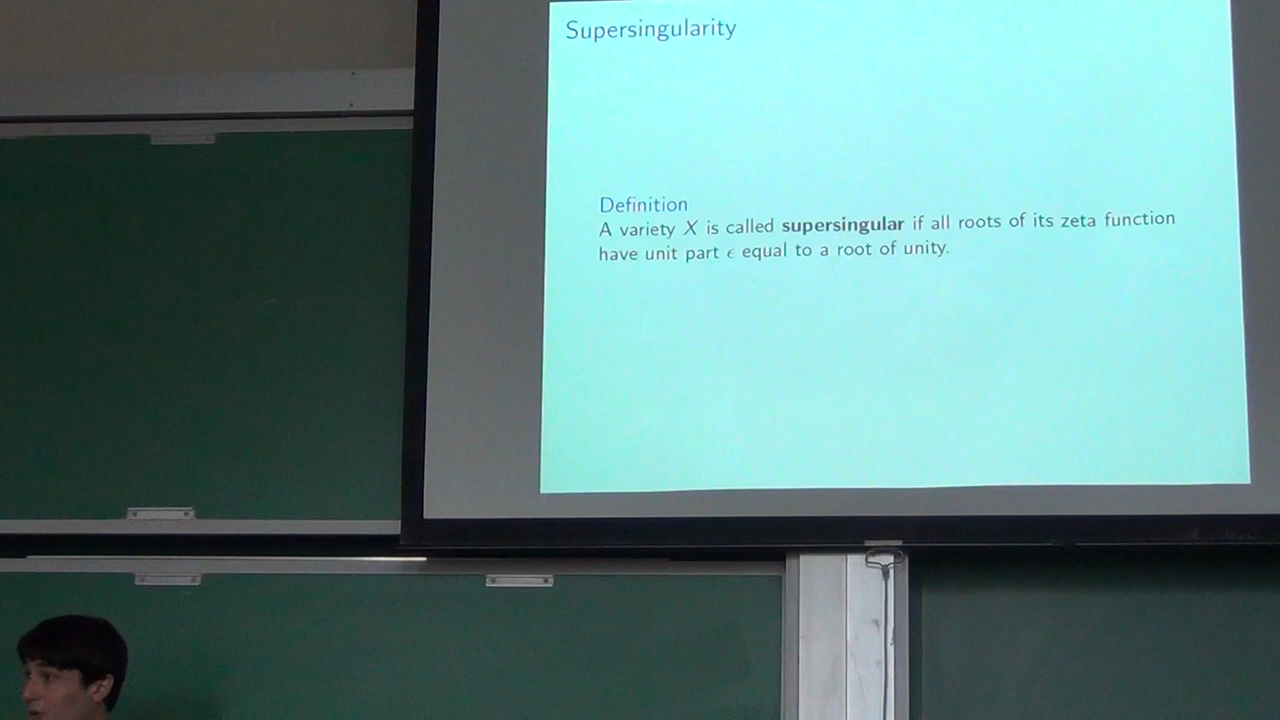 Supersingularity
Definition
A variety X is called supersingular if all roots of its zeta function
have unit part ϵ equal to a root of unity.